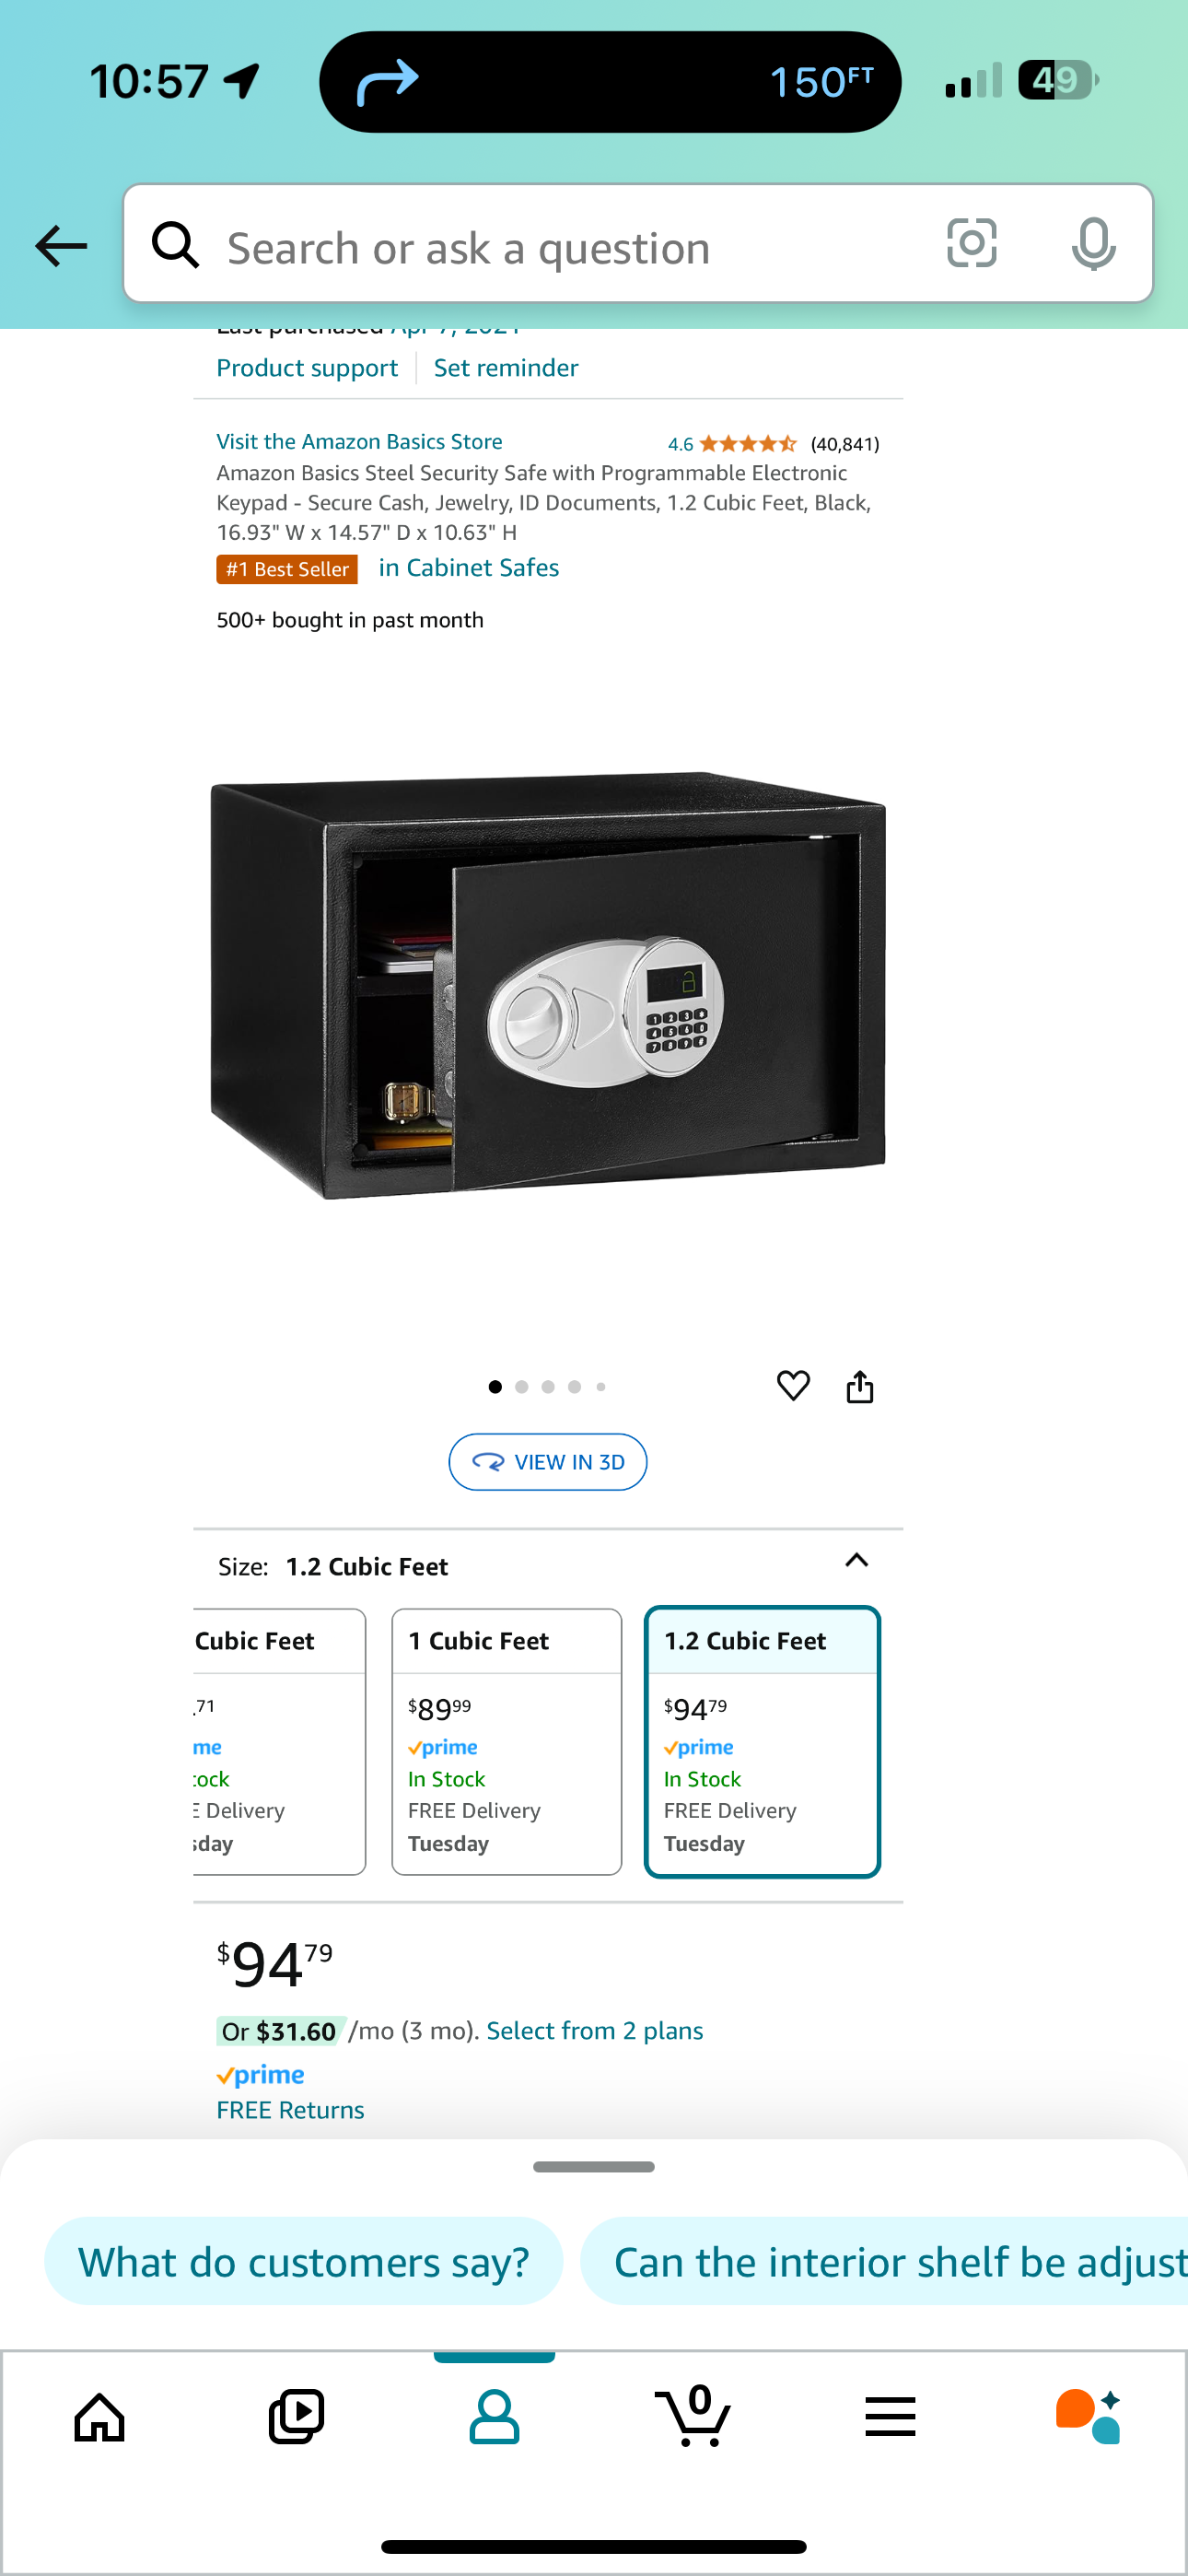 10:57
150FT
49
Search or ask a question
Last purchased Apr 7, 2021
Product support
Set reminder
Visit the Amazon Basics Store
4.6
(40,841)
Amazon Basics Steel Security Safe with Programmable Electronic
Keypad - Secure Cash, Jewelry, ID Documents, 1.2 Cubic Feet, Black,
16.93" W x 14.57" D x 10.63" H
#1 Best Seller
in Cabinet Safes
500+ bought in past month
VIEW IN 3D
Size: 1.2 Cubic Feet
Cubic Feet
1 Cubic Feet
1.2 Cubic Feet
.71
$89.99
$94.79
me
prime
prime
ock
In Stock
In Stock
E Delivery
FREE Delivery
FREE Delivery
sday
Tuesday
Tuesday
$94.79
Or $31.60 /mo (3 mo). Select from 2 plans
prime
FREE Returns
What do customers say?
Can the interior shelf be adjust
0